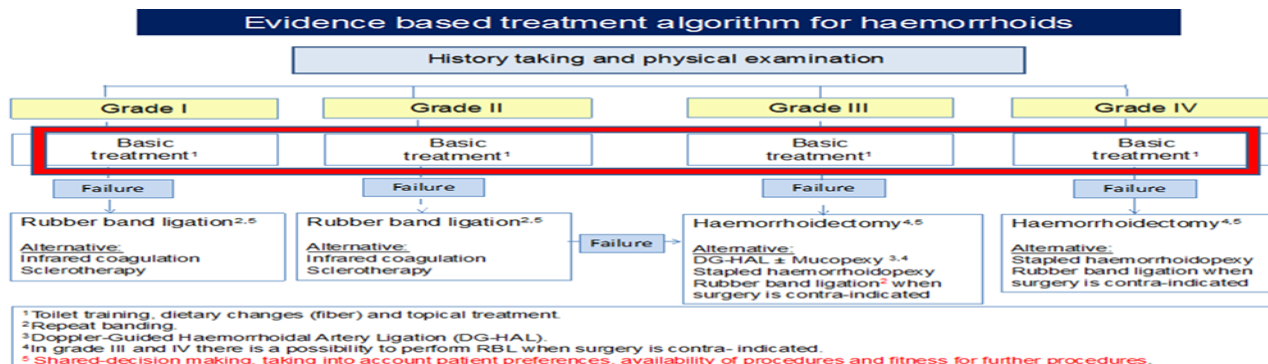 Evidence based treatment algorithm for haemorrhoids
History taking and physical examination
Grade I
Grade II
Grade III
Grade IV
Basic
treatment¹
Basic
treatment¹
Basic
treatment¹
Basic
treatment¹
Failure
Failure
Failure
Failure
Rubber band ligation²·⁵
Alternative:
Infrared coagulation
Sclerotherapy
Rubber band ligation²·⁵
Alternative:
Infrared coagulation
Sclerotherapy
Failure
Haemorrhoidectomy⁴·⁵
Alternative:
DG-HAL ± Mucopexy ³·⁴
Stapled haemorrhoidopexy
Rubber band ligation² when
surgery is contra-indicated
Haemorrhoidectomy⁴·⁵
Alternative:
Stapled haemorrhoidopexy
Rubber band ligation when
surgery is contra-indicated
¹Toilet training, dietary changes (fiber) and topical treatment.
²Repeat banding.
³Doppler-Guided Haemorrhoidal Artery Ligation (DG-HAL).
⁴In grade III and IV there is a possibility to perform RBL when surgery is contra- indicated.
⁵ Shared-decision making, taking into account patient preferences, availability of procedures and fitness for further procedures.